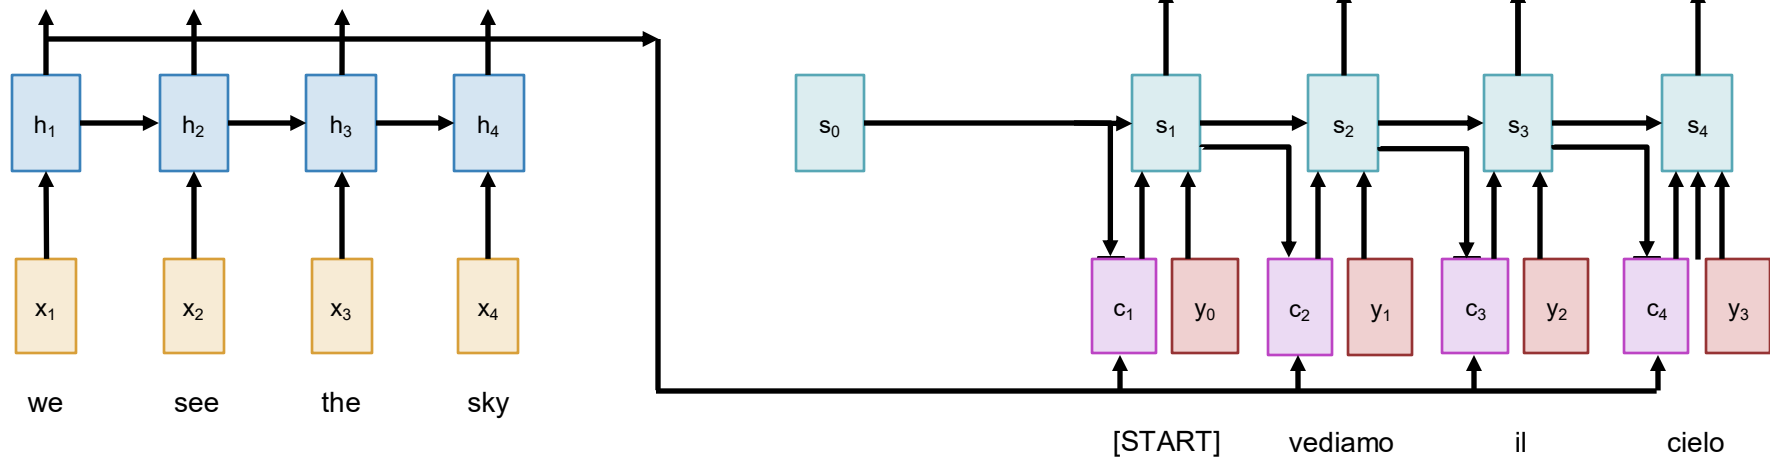 h₁ h₂ h₃ h₄ s₀ s₁ s₂ s₃ s₄
x₁ x₂ x₃ x₄ c₁ y₀ c₂ y₁ c₃ y₂ c₄ y₃
we see the sky
[START] vediamo il cielo